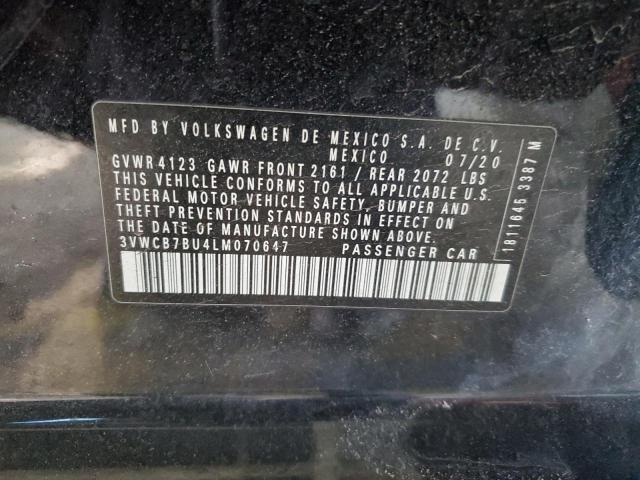 MFD BY VOLKSWAGEN DE MEXICO S.A. DE C.V.
MEXICO 07/20
GVWR 4123 GAWR FRONT 2161 / REAR 2072 LBS
THIS VEHICLE CONFORMS TO ALL APPLICABLE U.S.
FEDERAL MOTOR VEHICLE SAFETY, BUMPER AND
THEFT PREVENTION STANDARDS IN EFFECT ON
THE DATE OF MANUFACTURE SHOWN ABOVE
3VWCB7BU4LM070647 PASSENGER CAR
1811645 3387 M